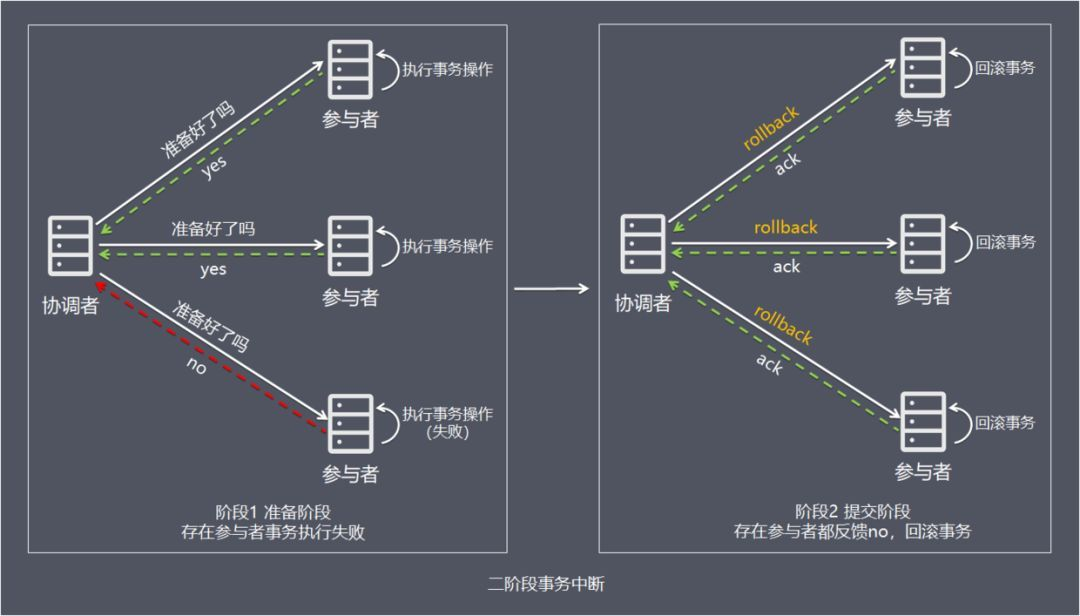 执行事务操作
参与者
准备好了吗
yes
准备好了吗
yes
执行事务操作
参与者
协调者
准备好了吗
no
执行事务操作
(失败)
参与者
阶段1 准备阶段
存在参与者事务执行失败
回滚事务
参与者
rollback
ack
rollback
ack
回滚事务
参与者
协调者
rollback
ack
回滚事务
参与者
阶段2 提交阶段
存在参与者都反馈no，回滚事务
二阶段事务中断